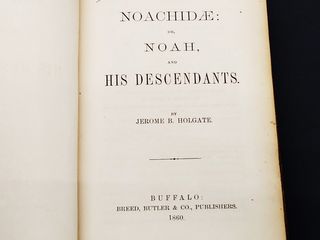 NOACHIDÆ:
OR,
NOAH,
AND
HIS DESCENDANTS.
BY
JEROME B. HOLGATE.
BUFFALO:
BREED, BUTLER & CO., PUBLISHERS.
1860.